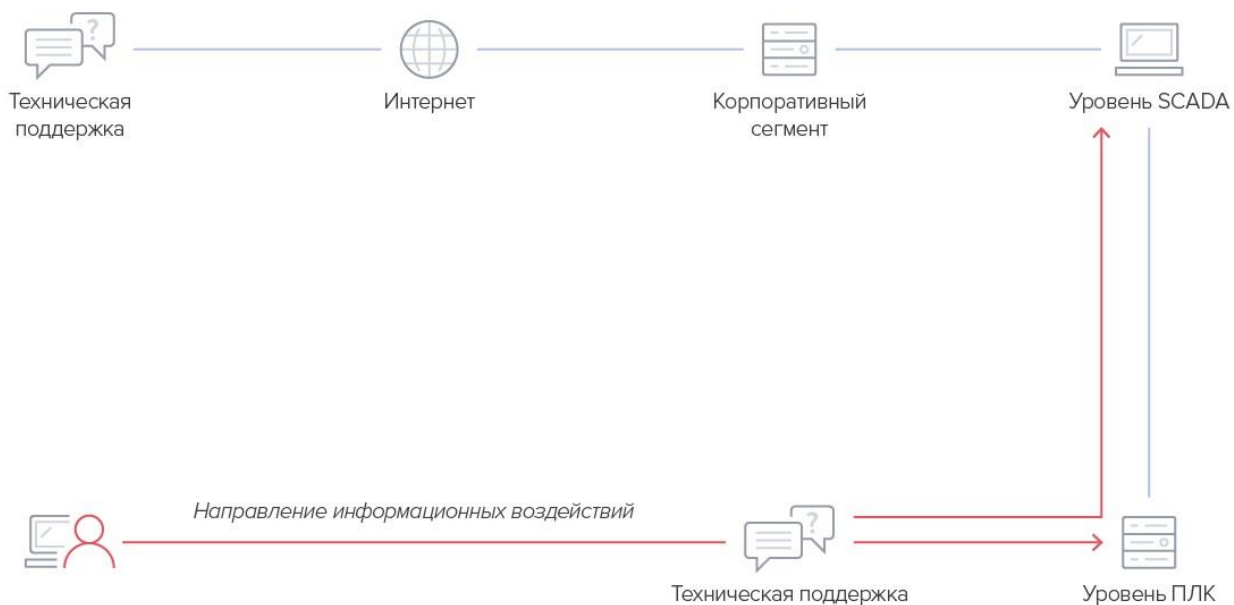 ?
Техническая
поддержка
Интернет
Корпоративный
сегмент
Уровень SCADA
Направление информационных воздействий
?
Техническая поддержка
Уровень ПЛК